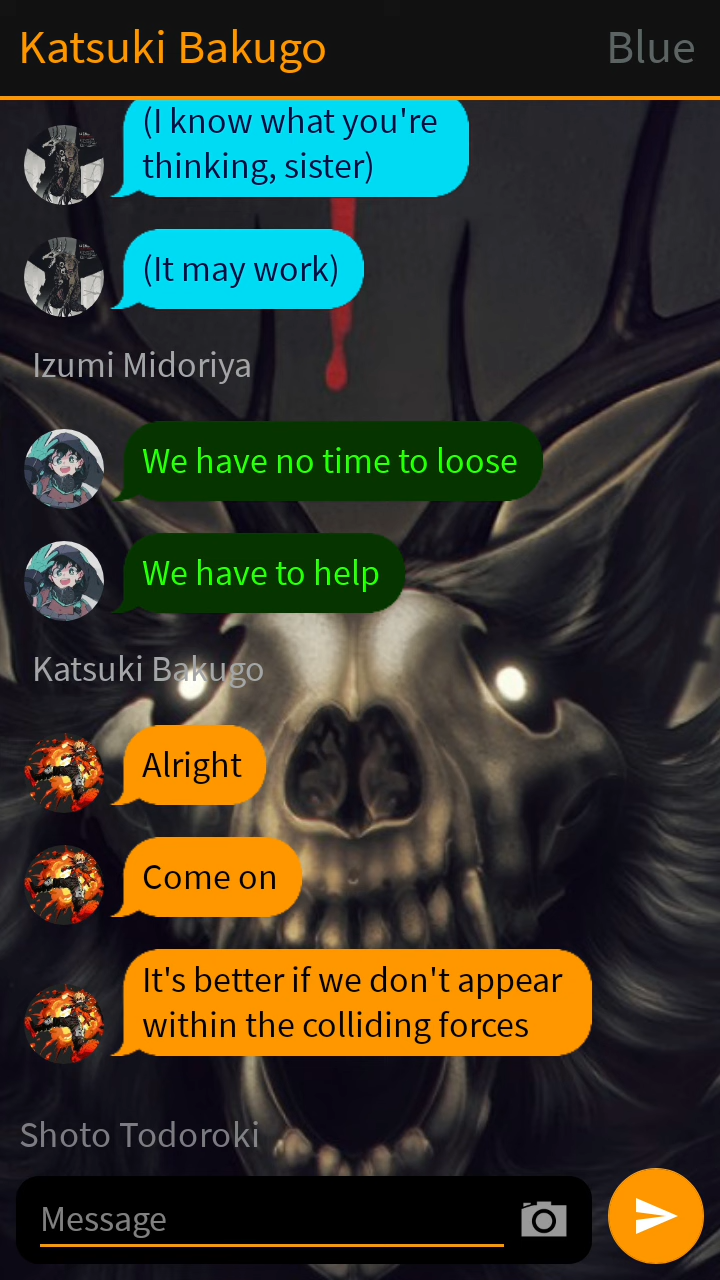 Katsuki Bakugo
Blue
(I know what you're
thinking, sister)
(It may work)
Izumi Midoriya
We have no time to loose
We have to help
Katsuki Bakugo
Alright
Come on
It's better if we don't appear
within the colliding forces
Shoto Todoroki
Message